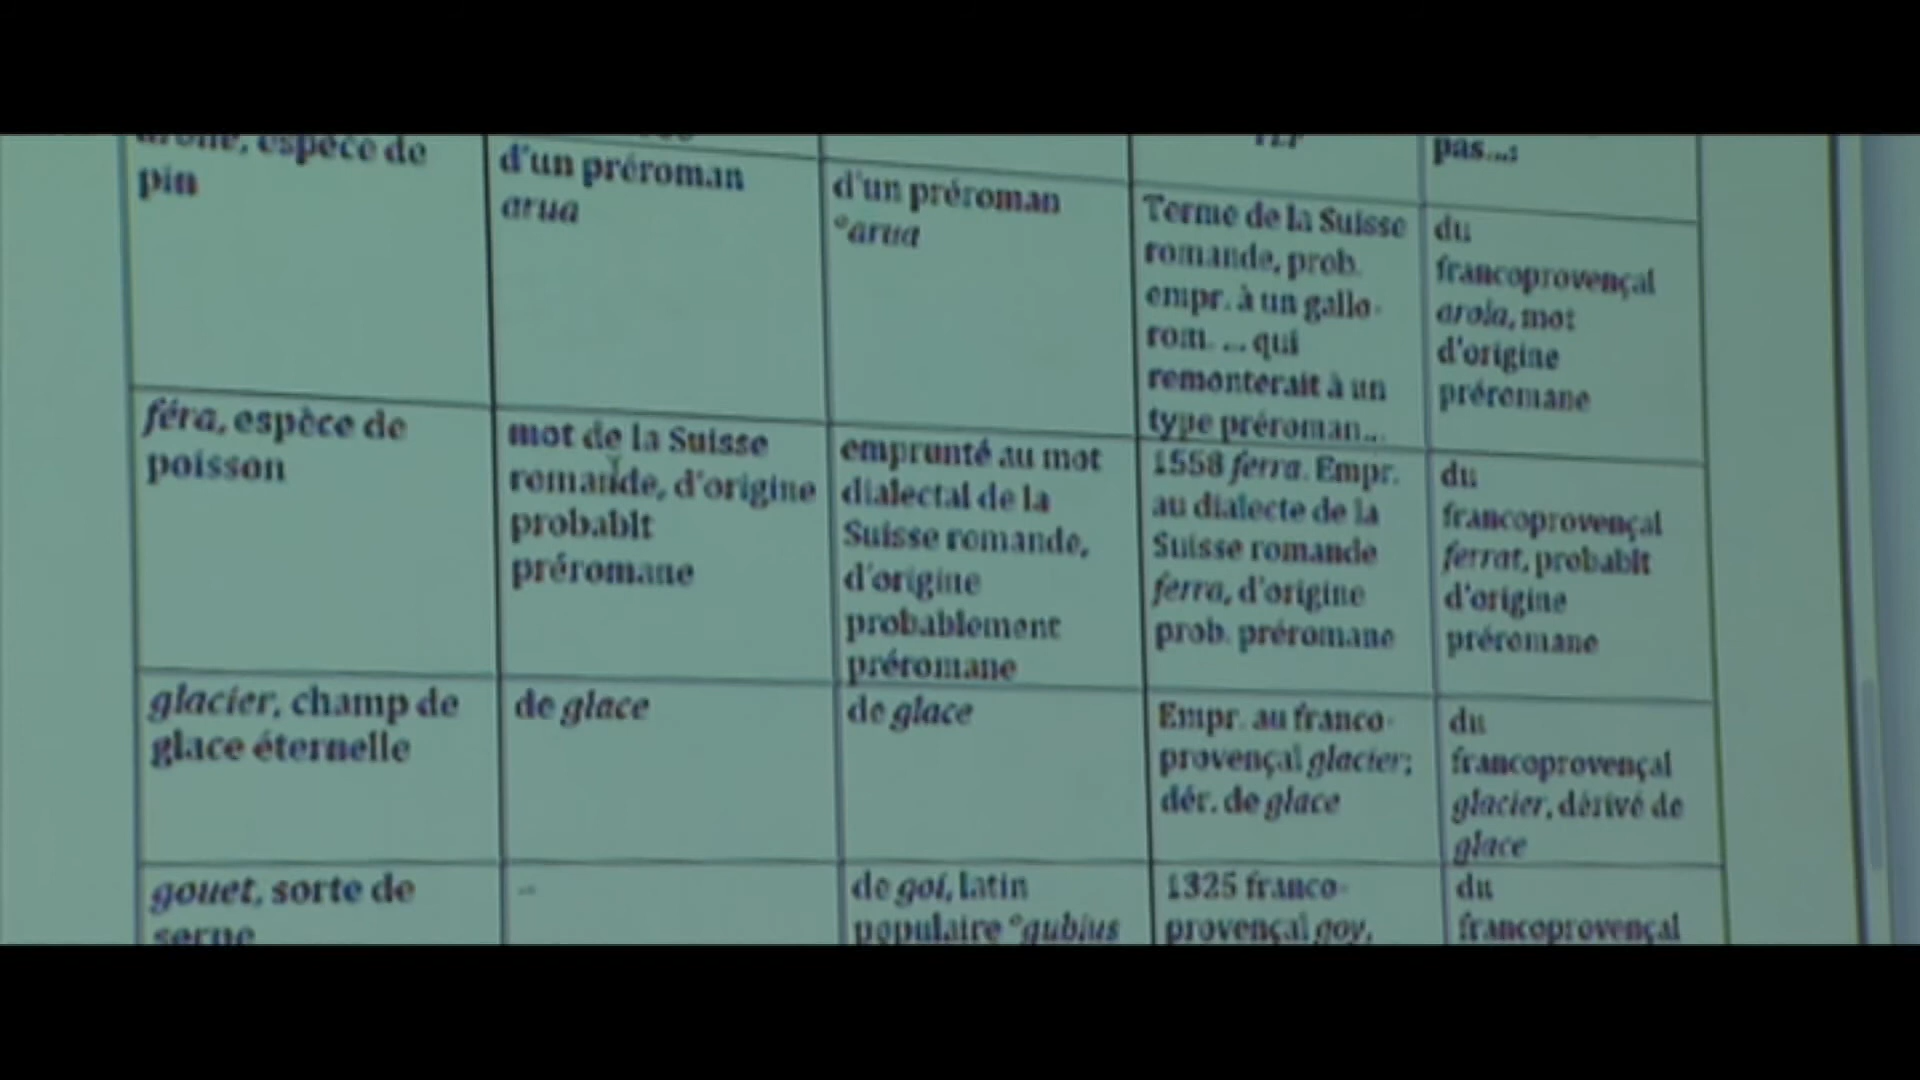 espèce de
pin
d'un préroman
arua
d'un préroman
°arua
TLF
Terme de la Suisse
romande, prob.
empr. à un gallo-
rom. ... qui
remonterait à un
type préroman...
pas...:
du
francoprovençal
arola, mot
d'origine
préromane
féra, espèce de
poisson
mot de la Suisse
romande, d'origine
probablt
préromane
emprunté au mot
dialectal de la
Suisse romande,
d'origine
probablement
préromane
1558 ferra. Empr.
au dialecte de la
Suisse romande
ferra, d'origine
prob. préromane
du
francoprovençal
ferrat, probablt
d'origine
préromane
glacier, champ de
glace éternelle
de glace
de glace
Empr. au franco-
provençal glacier;
dér. de glace
du
francoprovençal
glacier, dérivé de
glace
gouet, sorte de
serpe
–
de goi, latin
populaire °gubius
1325 franco-
provençal goy,
du
francoprovençal